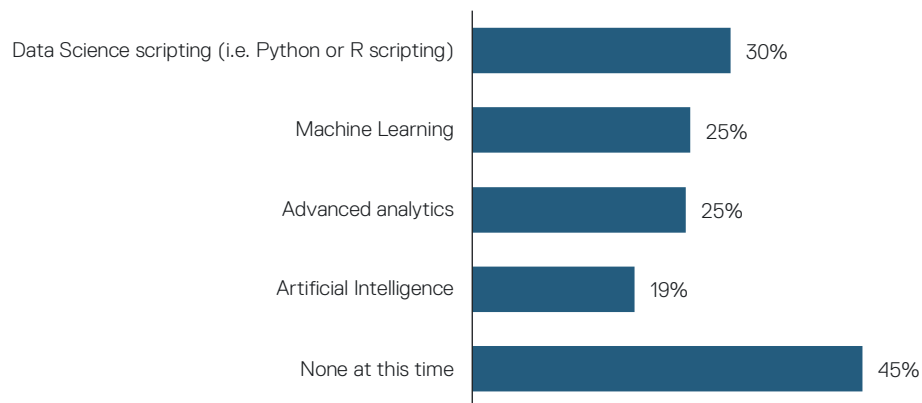 Data Science scripting (i.e. Python or R scripting) 30%
Machine Learning 25%
Advanced analytics 25%
Artificial Intelligence 19%
None at this time 45%